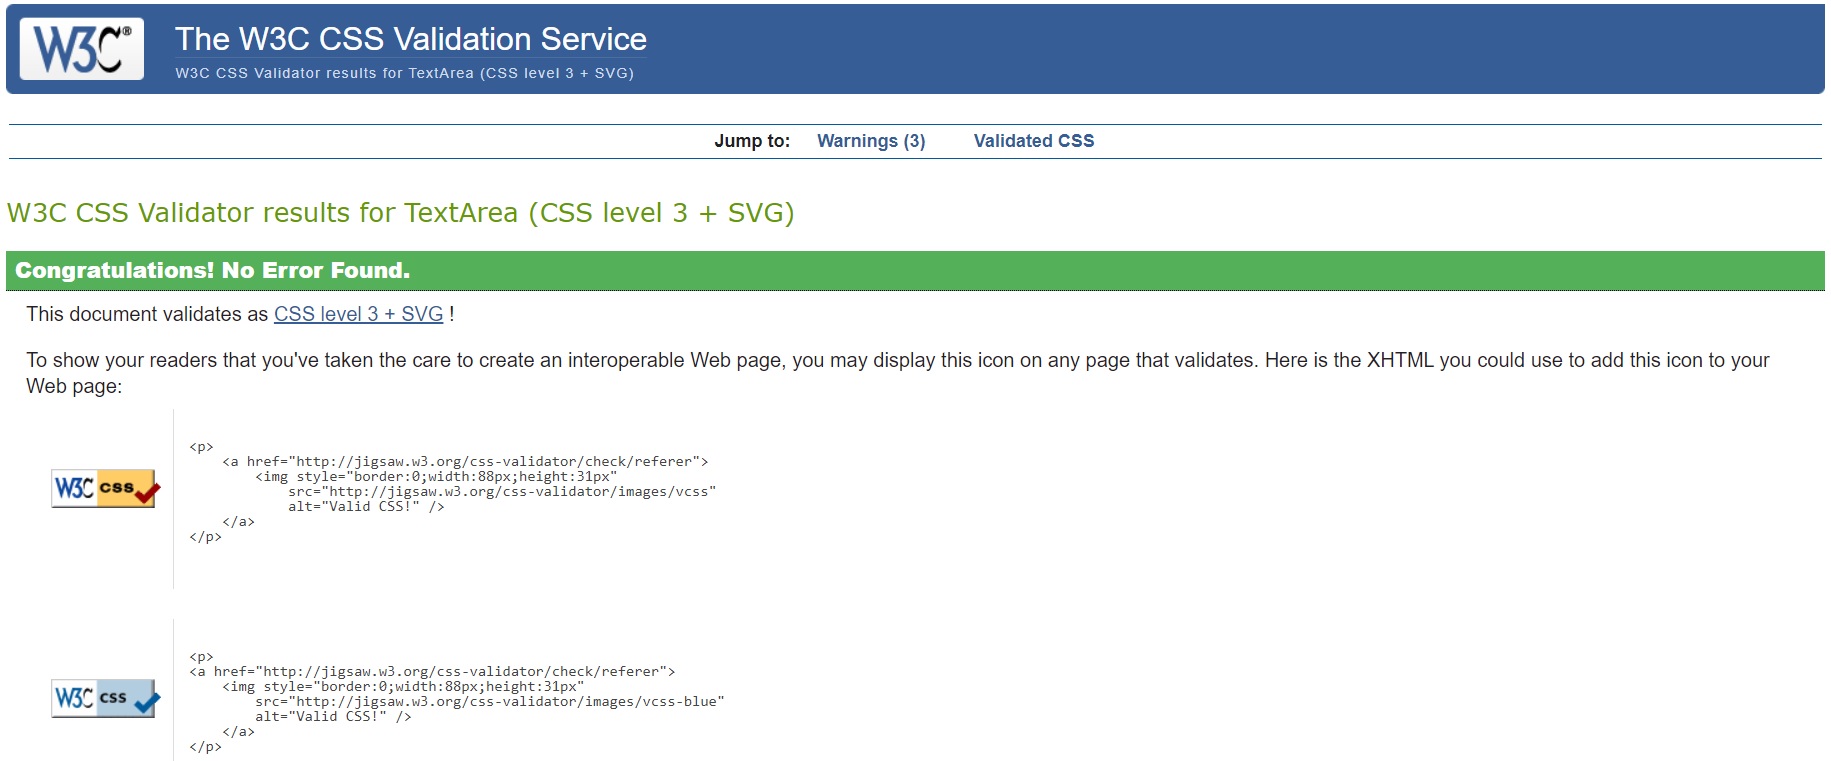 W3C®
The W3C CSS Validation Service
W3C CSS Validator results for TextArea (CSS level 3 + SVG)
Jump to: Warnings (3) Validated CSS
W3C CSS Validator results for TextArea (CSS level 3 + SVG)
Congratulations! No Error Found.
This document validates as CSS level 3 + SVG !
To show your readers that you've taken the care to create an interoperable Web page, you may display this icon on any page that validates. Here is the XHTML you could use to add this icon to your
Web page:
W3C css
<p>
    <a href="http://jigsaw.w3.org/css-validator/check/referer">
        <img style="border:0;width:88px;height:31px"
            src="http://jigsaw.w3.org/css-validator/images/vcss"
            alt="Valid CSS!" />
    </a>
</p>
W3C css
<p>
<a href="http://jigsaw.w3.org/css-validator/check/referer">
    <img style="border:0;width:88px;height:31px"
        src="http://jigsaw.w3.org/css-validator/images/vcss-blue"
        alt="Valid CSS!" />
    </a>
</p>